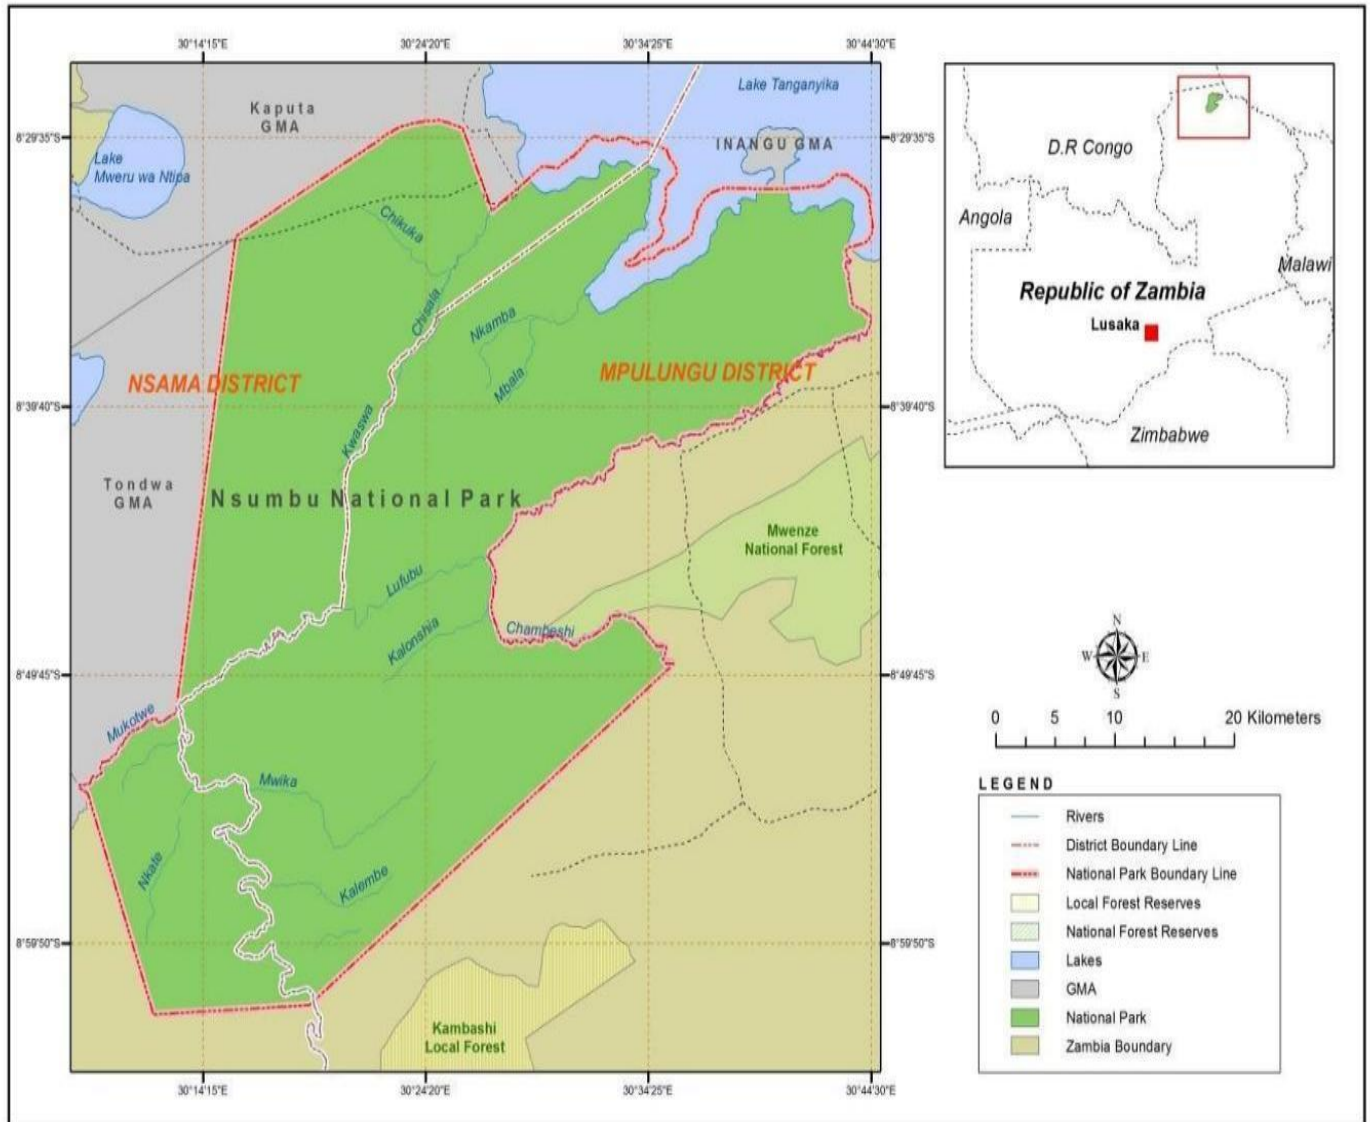 30°14'15"E 30°24'20"E 30°34'25"E 30°44'30"E
Lake Tanganyika
Kaputa
GMA
8°29'35"S
8°29'35"S
INANGU GMA
Lake
Mweru wa Ntipa
Chikuka
Chisala
Nkamba
Mbala
NSAMA DISTRICT
MPULUNGU DISTRICT
8°39'40"S
8°39'40"S
Kwaswa
Tondwa
GMA
Nsumbu National Park
Mwenze
National Forest
Lufubu
Kalonshia
Chambeshi
8°49'45"S
8°49'45"S
Mukotwe
Mwika
Nkate
Kalembe
8°59'50"S
8°59'50"S
Kambashi
Local Forest
30°14'15"E 30°24'20"E 30°34'25"E 30°44'30"E
D.R Congo
Angola
Malawi
Republic of Zambia
Lusaka
Zimbabwe
N
W E
S
0 5 10 20 Kilometers
LEGEND
Rivers
District Boundary Line
National Park Boundary Line
Local Forest Reserves
National Forest Reserves
Lakes
GMA
National Park
Zambia Boundary